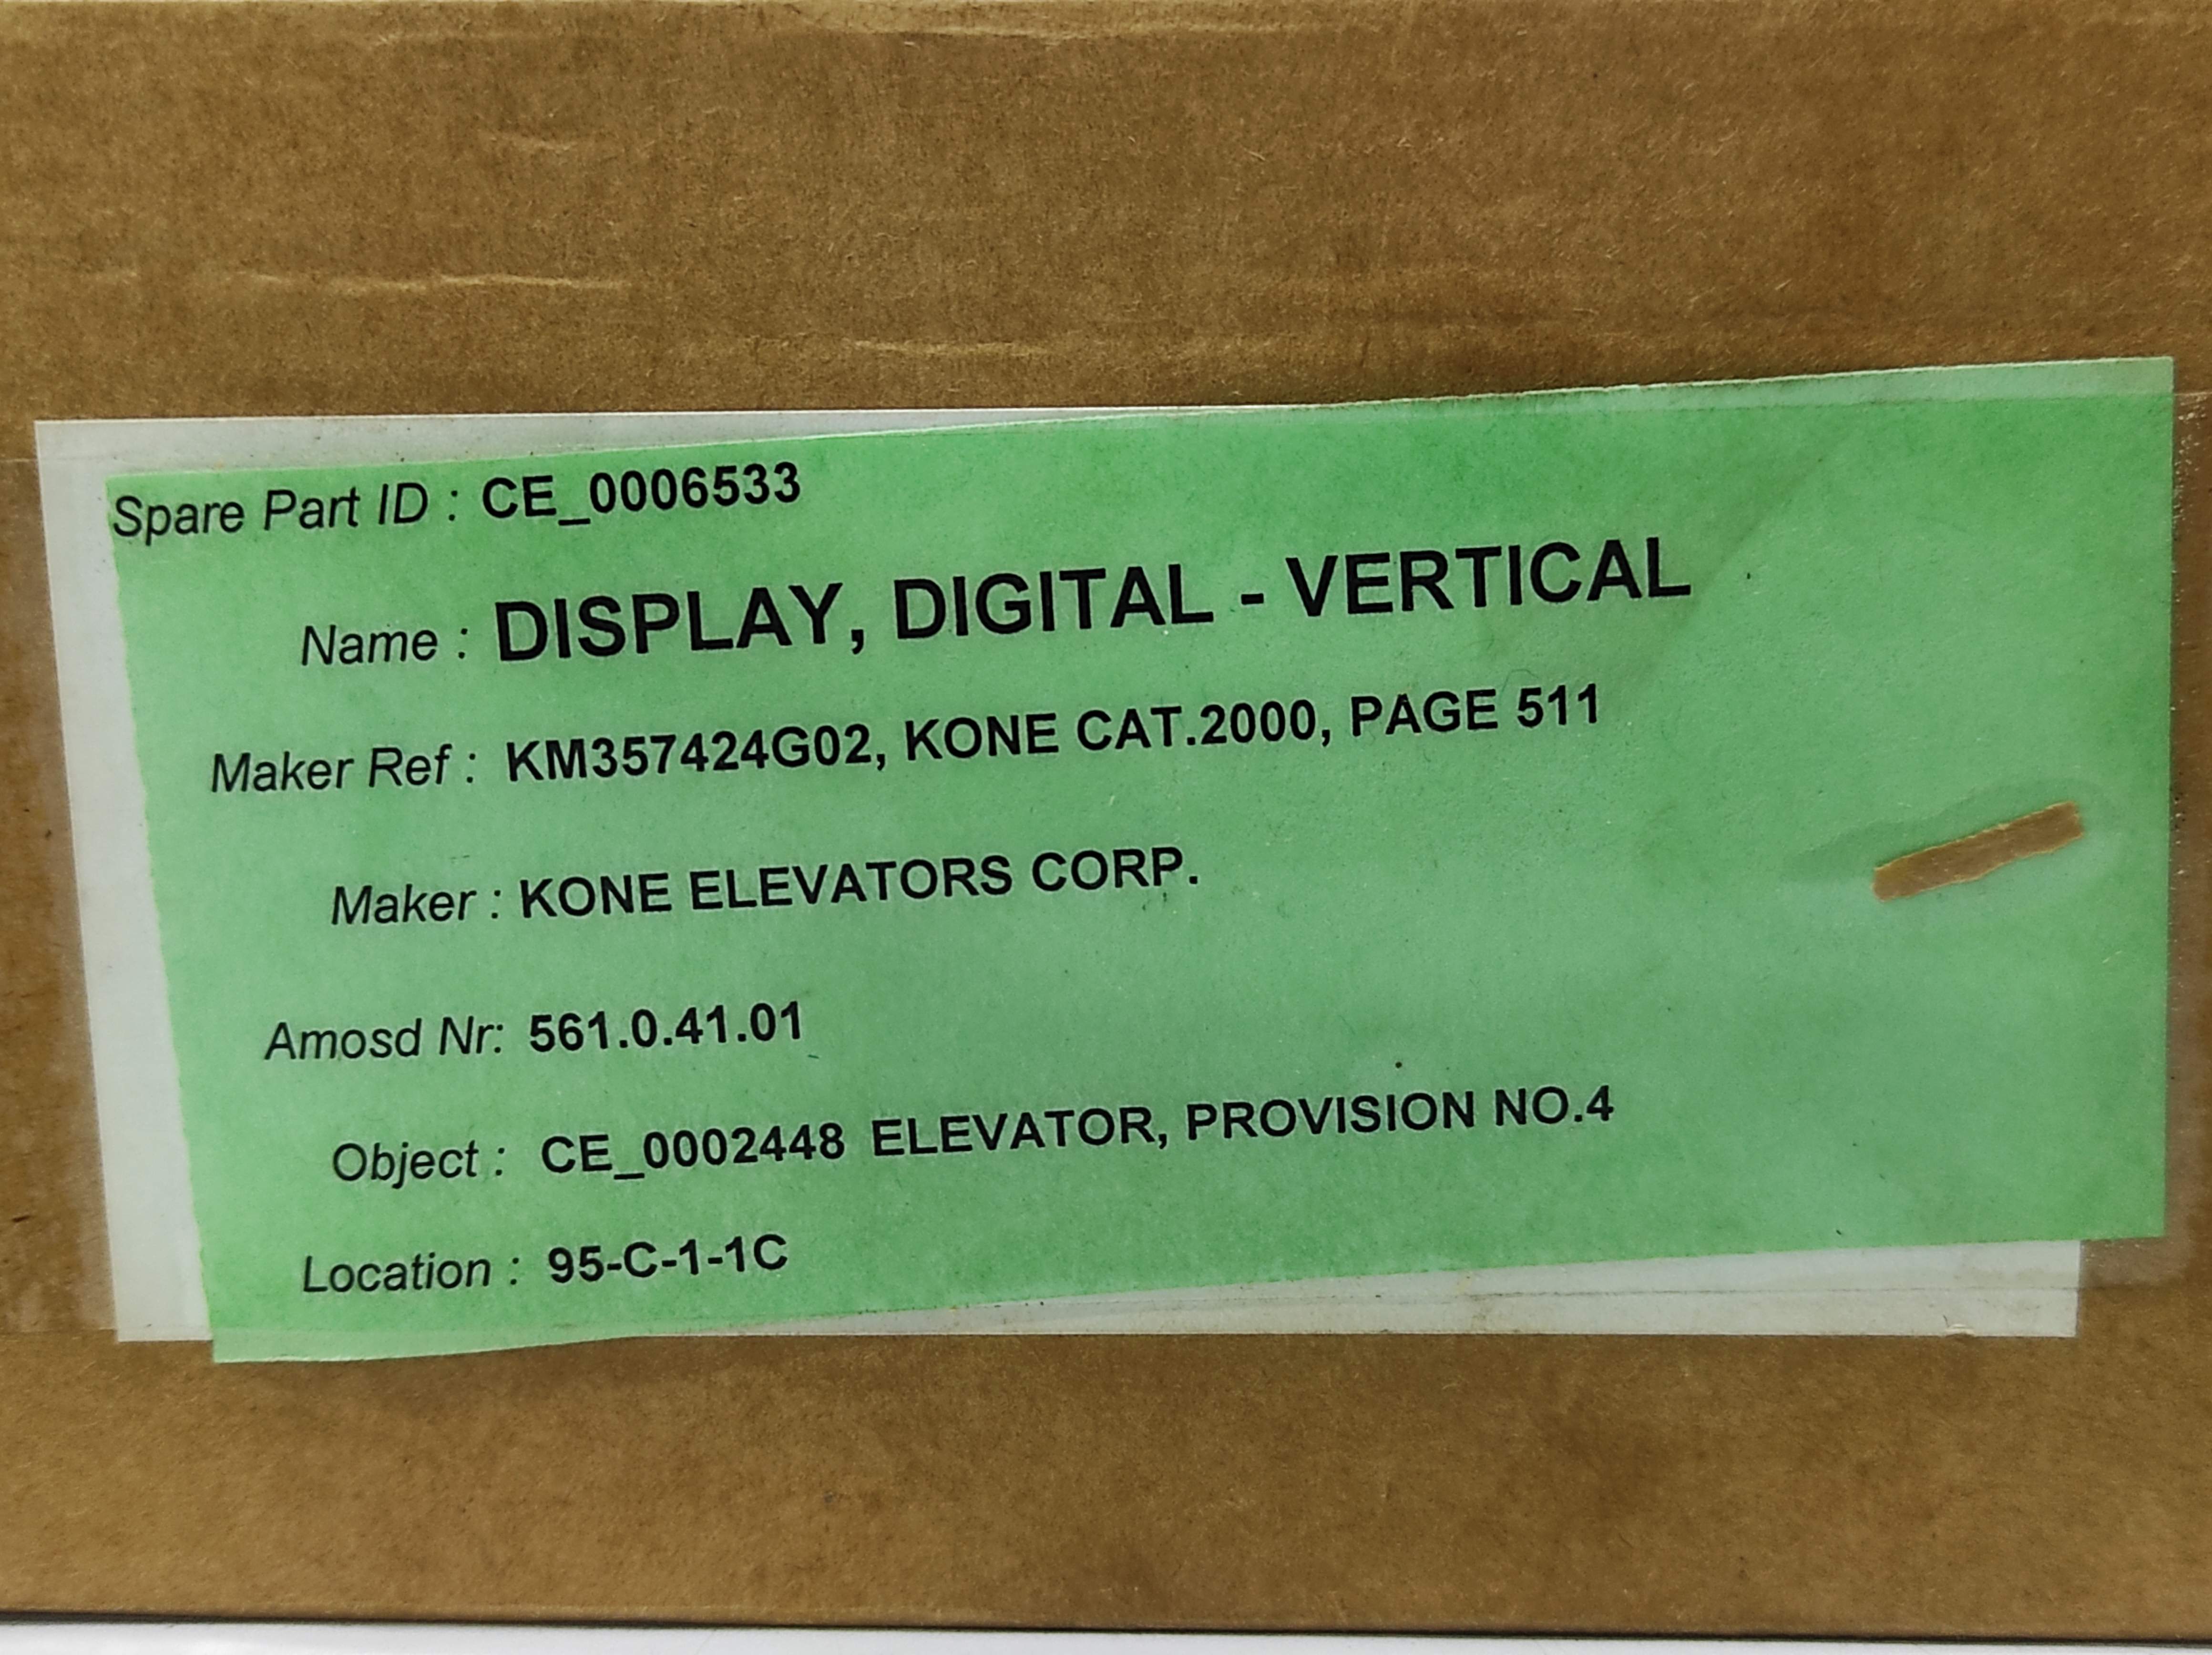 Spare Part ID : CE_0006533
Name : DISPLAY, DIGITAL - VERTICAL
Maker Ref : KM357424G02, KONE CAT.2000, PAGE 511
Maker : KONE ELEVATORS CORP.
Amosd Nr: 561.0.41.01
Object : CE_0002448 ELEVATOR, PROVISION NO.4
Location : 95-C-1-1C